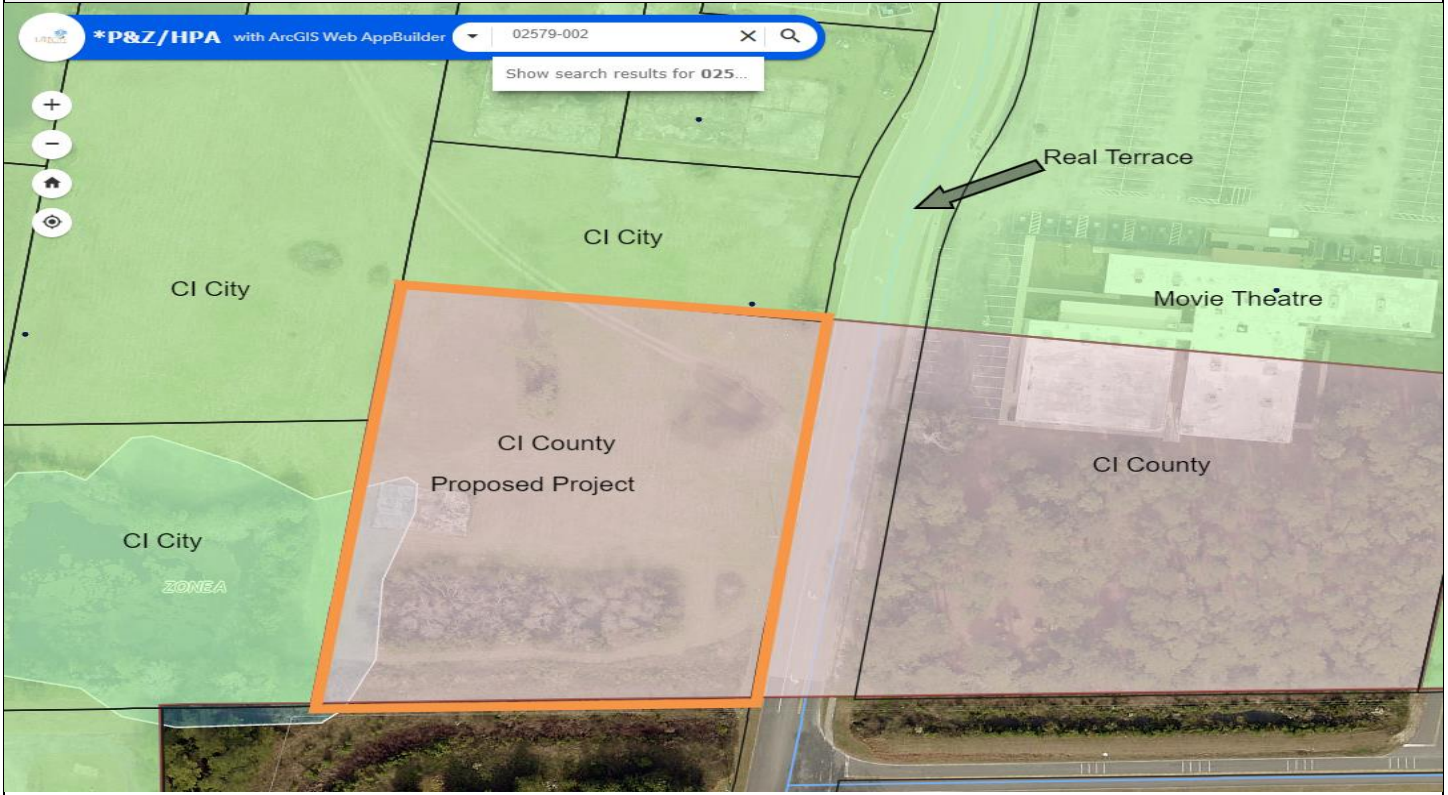 *P&Z/HPA with ArcGIS Web AppBuilder
02579-002
Show search results for 025...
Real Terrace
CI City
CI City
Movie Theatre
CI County
Proposed Project
CI County
CI City
ZONE A